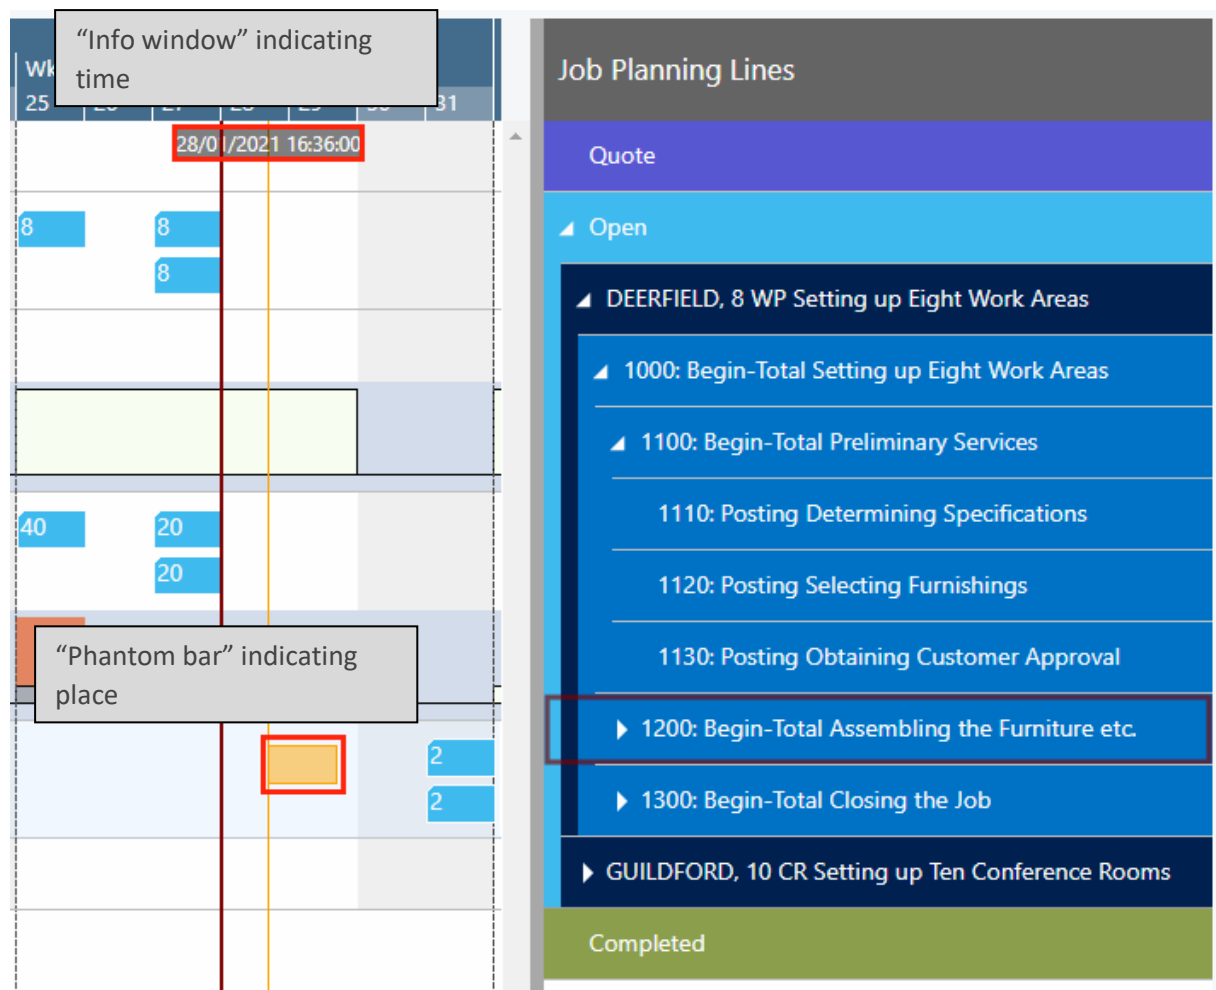 “Info window” indicating
time
25
31
28/01/2021 16:36:00
8 8
8
40 20
20
“Phantom bar” indicating
place
2
2
Job Planning Lines
Quote
Open
DEERFIELD, 8 WP Setting up Eight Work Areas
1000: Begin-Total Setting up Eight Work Areas
1100: Begin-Total Preliminary Services
1110: Posting Determining Specifications
1120: Posting Selecting Furnishings
1130: Posting Obtaining Customer Approval
1200: Begin-Total Assembling the Furniture etc.
1300: Begin-Total Closing the Job
GUILDFORD, 10 CR Setting up Ten Conference Rooms
Completed